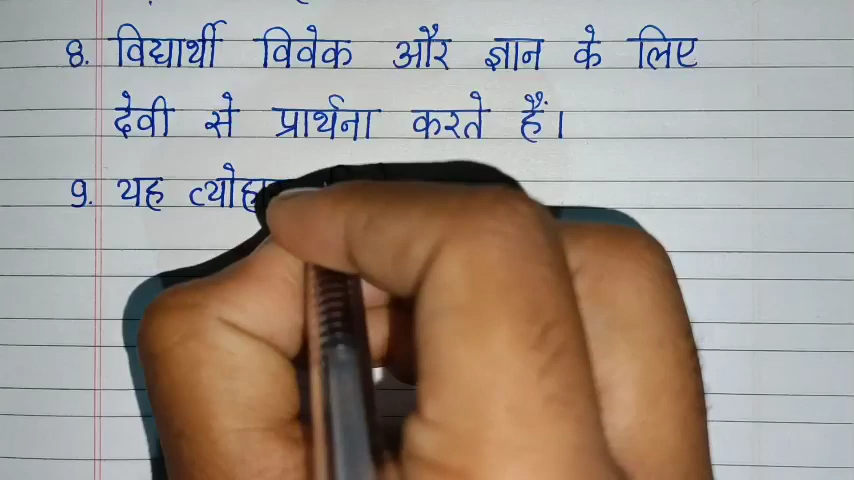 8. विद्यार्थी विवेक और ज्ञान के लिए
देवी से प्रार्थना करते हैं।
9. यह